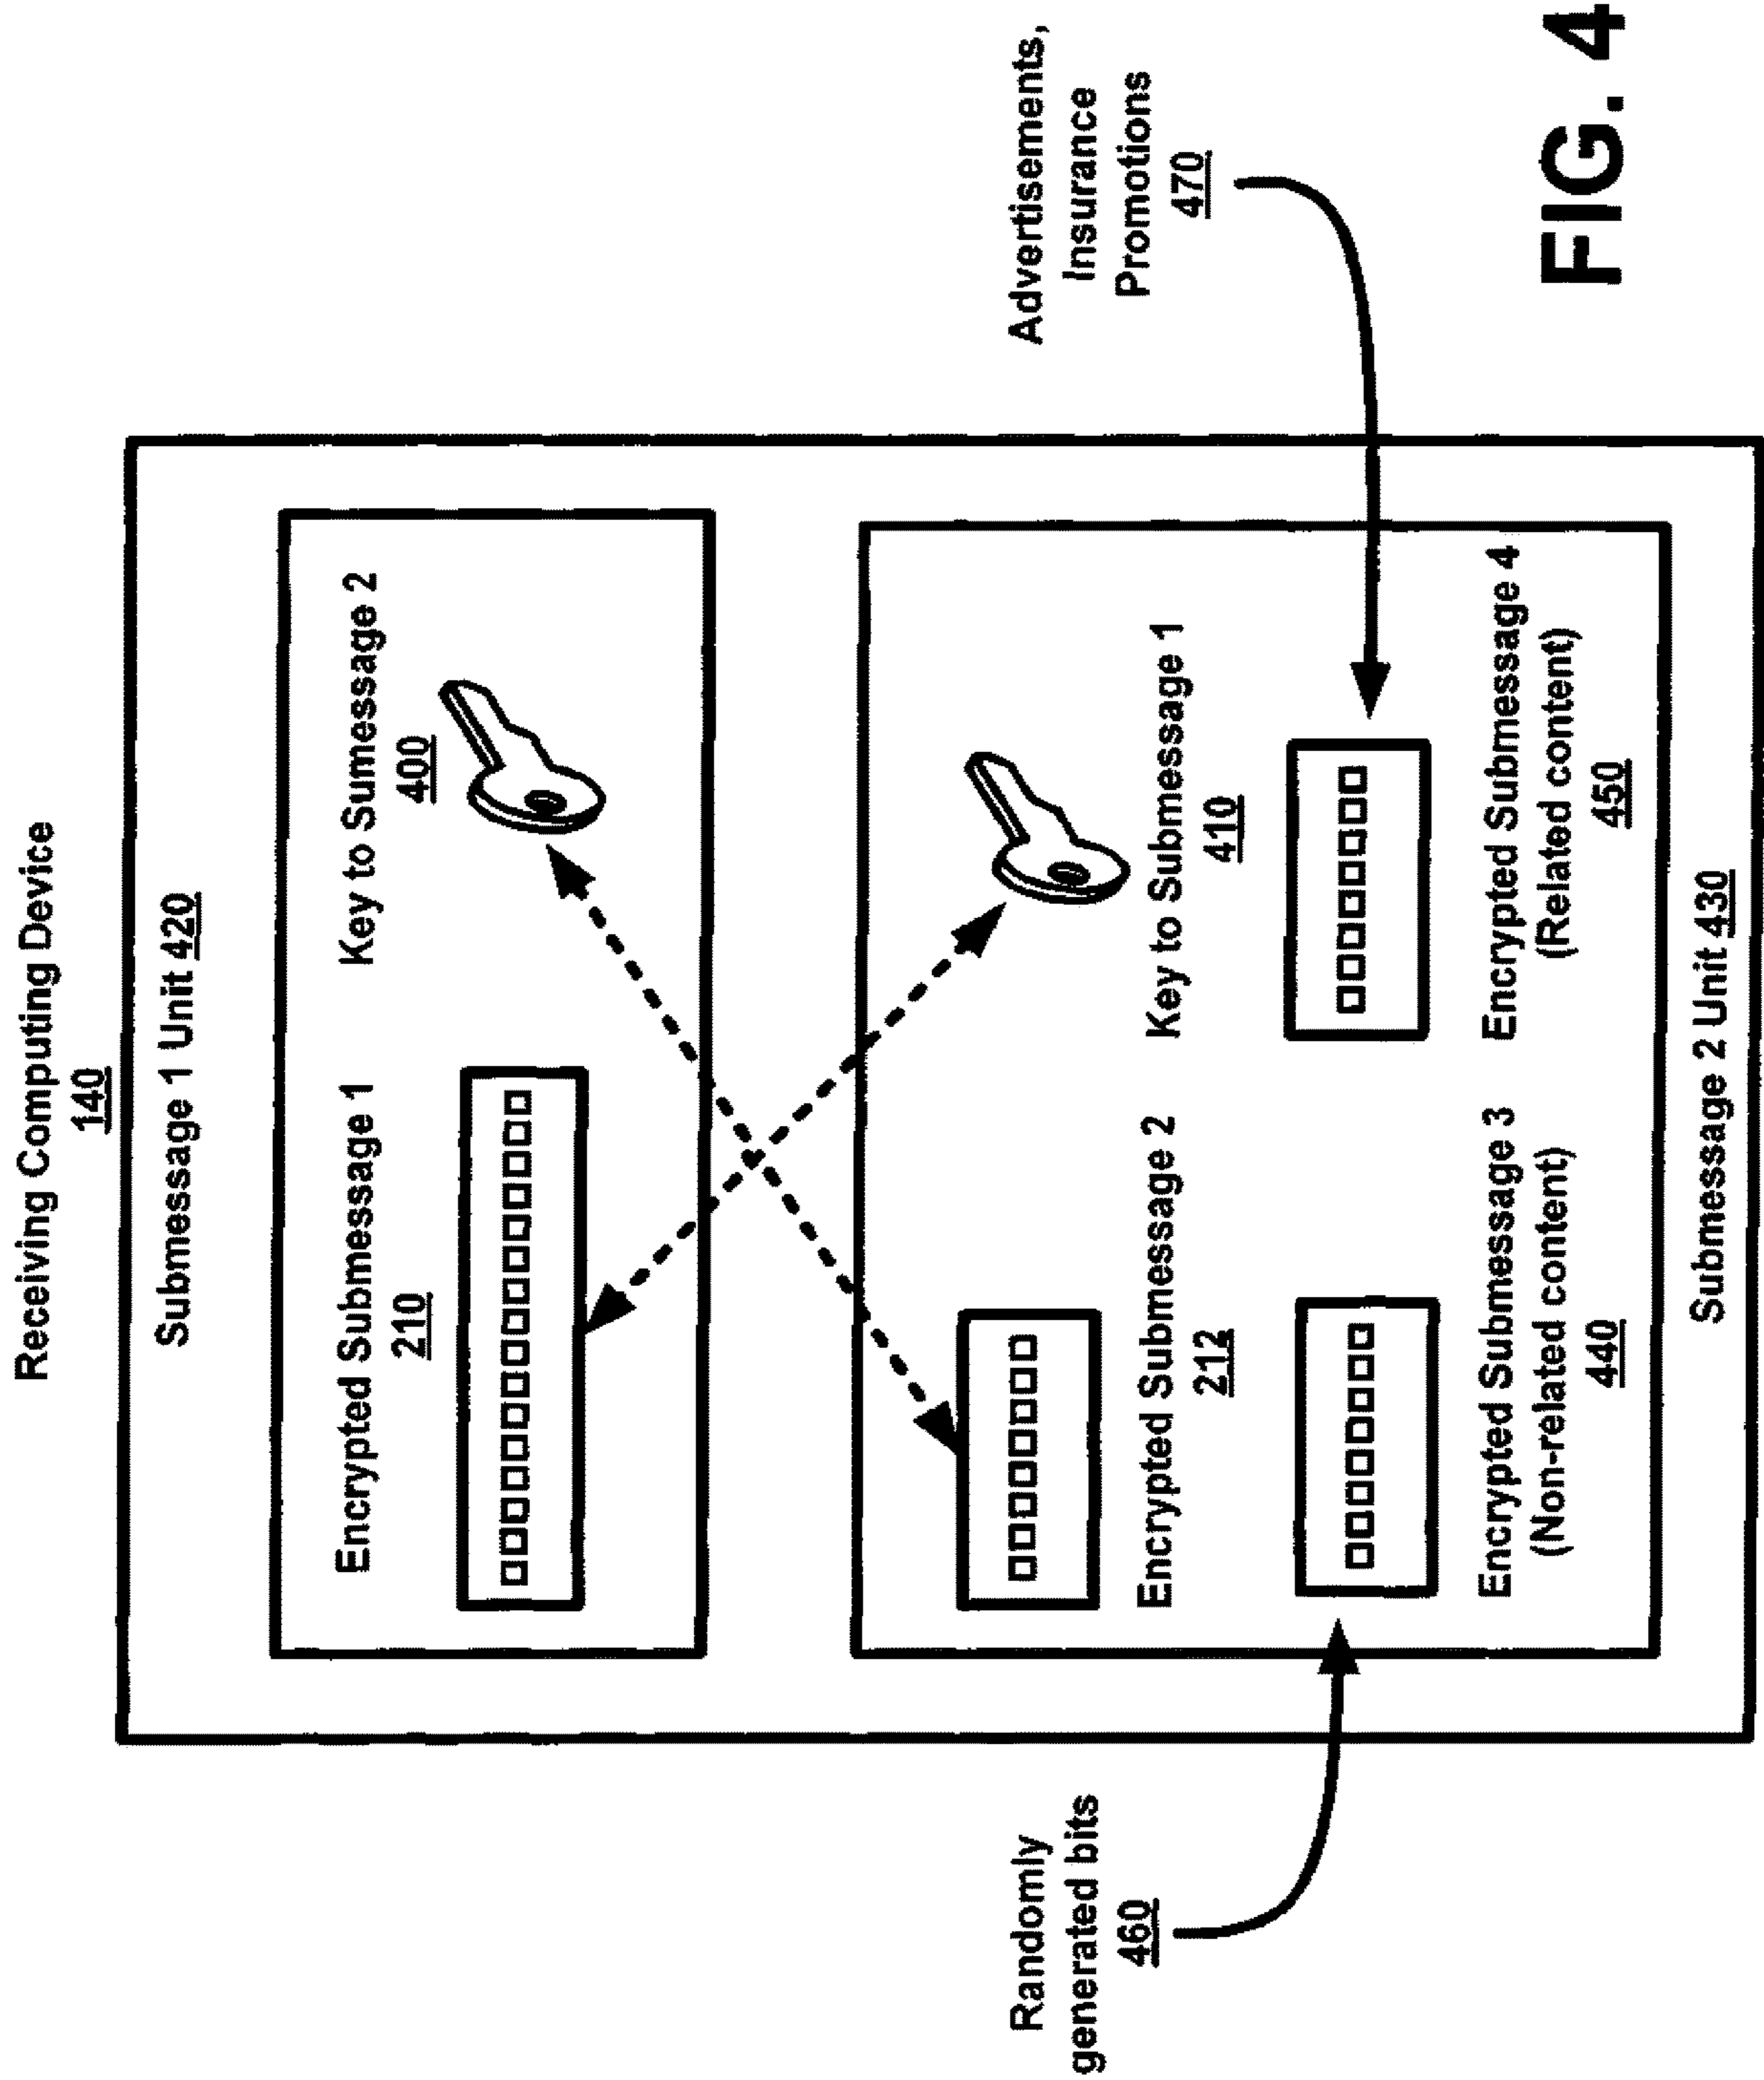 Receiving Computing Device
140
Submessage 1 Unit 420
Encrypted Submessage 1
210
Key to Sumessage 2
400
Encrypted Submessage 2
212
Key to Submessage 1
410
Encrypted Submessage 3
(Non-related content)
440
Encrypted Submessage 4
(Related content)
450
Submessage 2 Unit 430
Randomly
generated bits
460
Advertisements,
Insurance
Promotions
470
FIG. 4